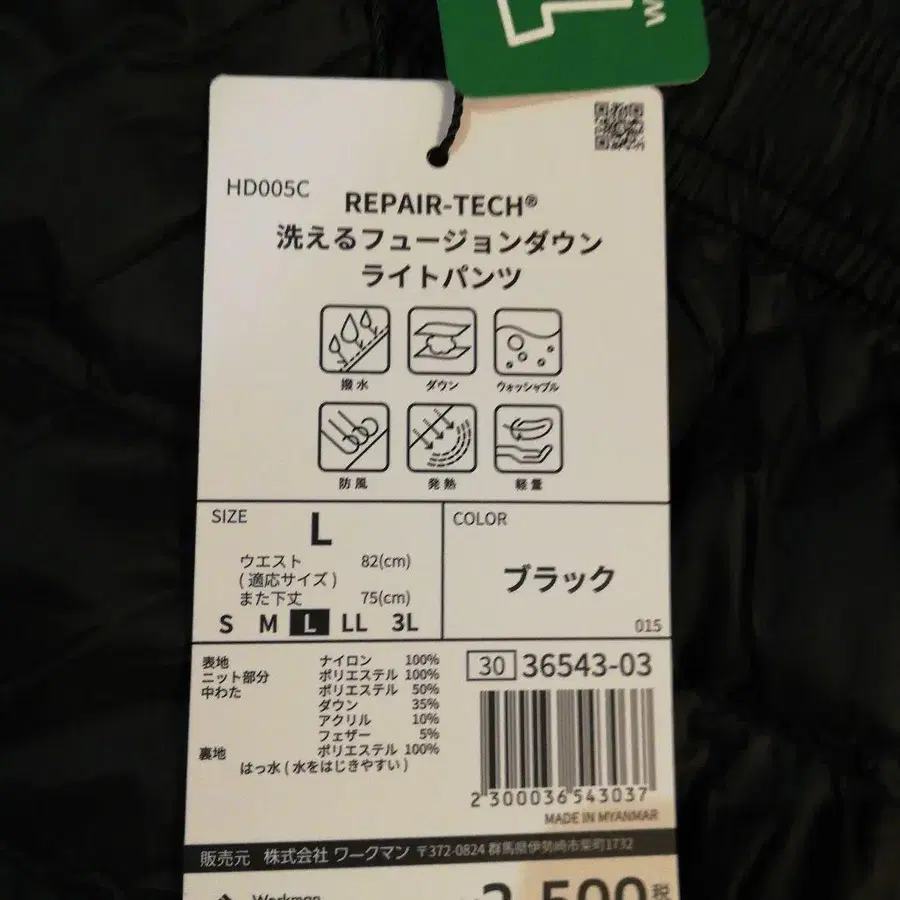 HD005C
REPAIR-TECH®
洗えるフュージョンダウン
ライトパンツ
撥水 ダウン ウォッシャブル
防風 発熱 軽量
SIZE
L
ウエスト 82(cm)
(適応サイズ)
また下丈 75(cm)
S M L LL 3L
COLOR
ブラック
015
表地 ナイロン 100%
ニット部分 ポリエステル 100%
中わた ポリエステル 50%
ダウン 35%
アクリル 10%
フェザー 5%
裏地 ポリエステル 100%
はっ水(水をはじきやすい)
30 36543-03
2 300036 543037
MADE IN MYANMAR
販売元 株式会社 ワークマン 〒372-0824 群馬県伊勢崎市柴町1732
Workman
,500 税